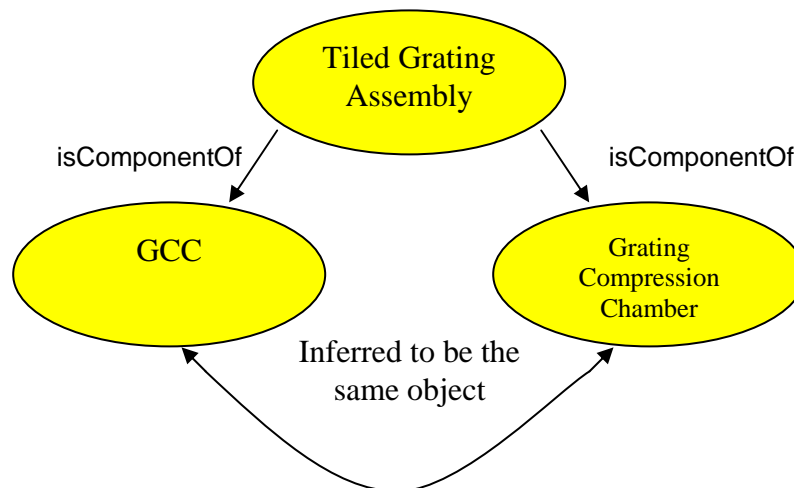 Tiled Grating
Assembly
isComponentOf
isComponentOf
GCC
Grating
Compression
Chamber
Inferred to be the
same object